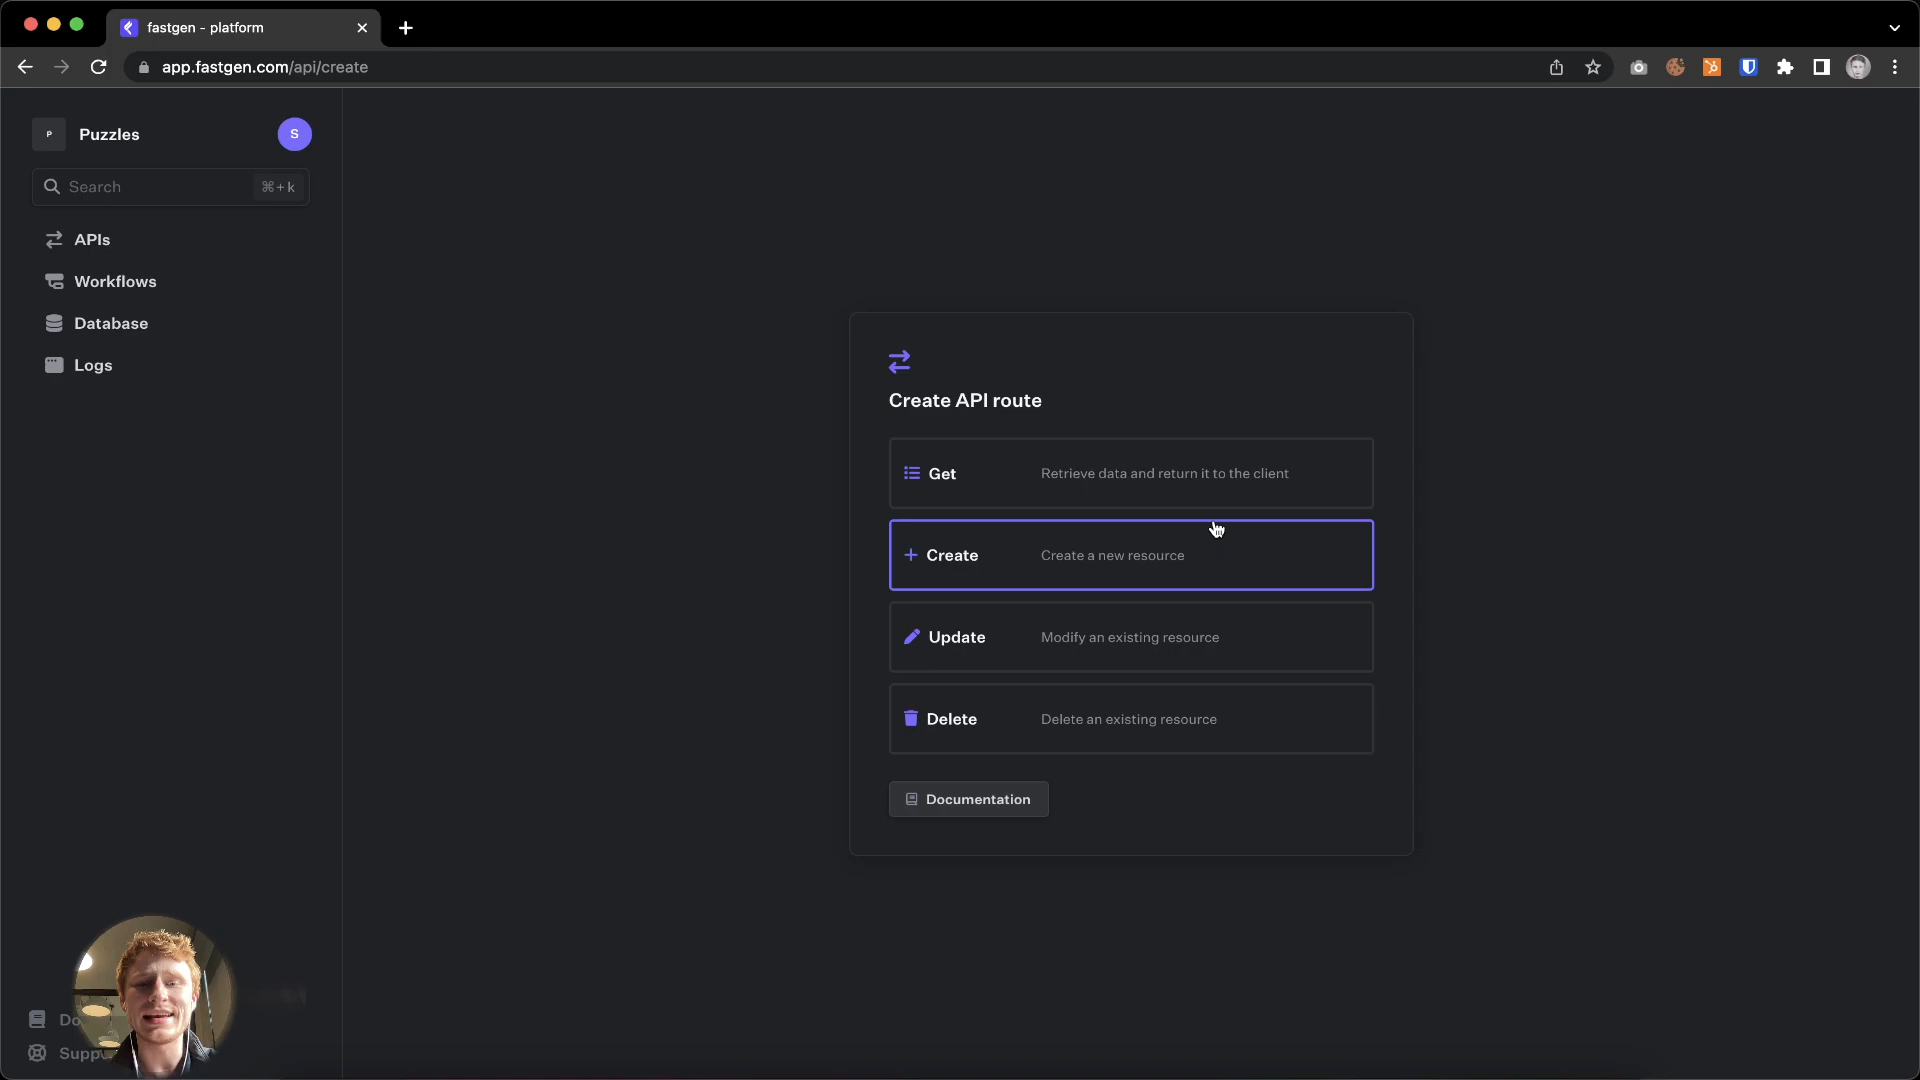 fastgen - platform
app.fastgen.com/api/create
P
Puzzles
S
Search
⌘+k
APIs
Workflows
Database
Logs
Create API route
Get
Retrieve data and return it to the client
Create
Create a new resource
Update
Modify an existing resource
Delete
Delete an existing resource
Documentation